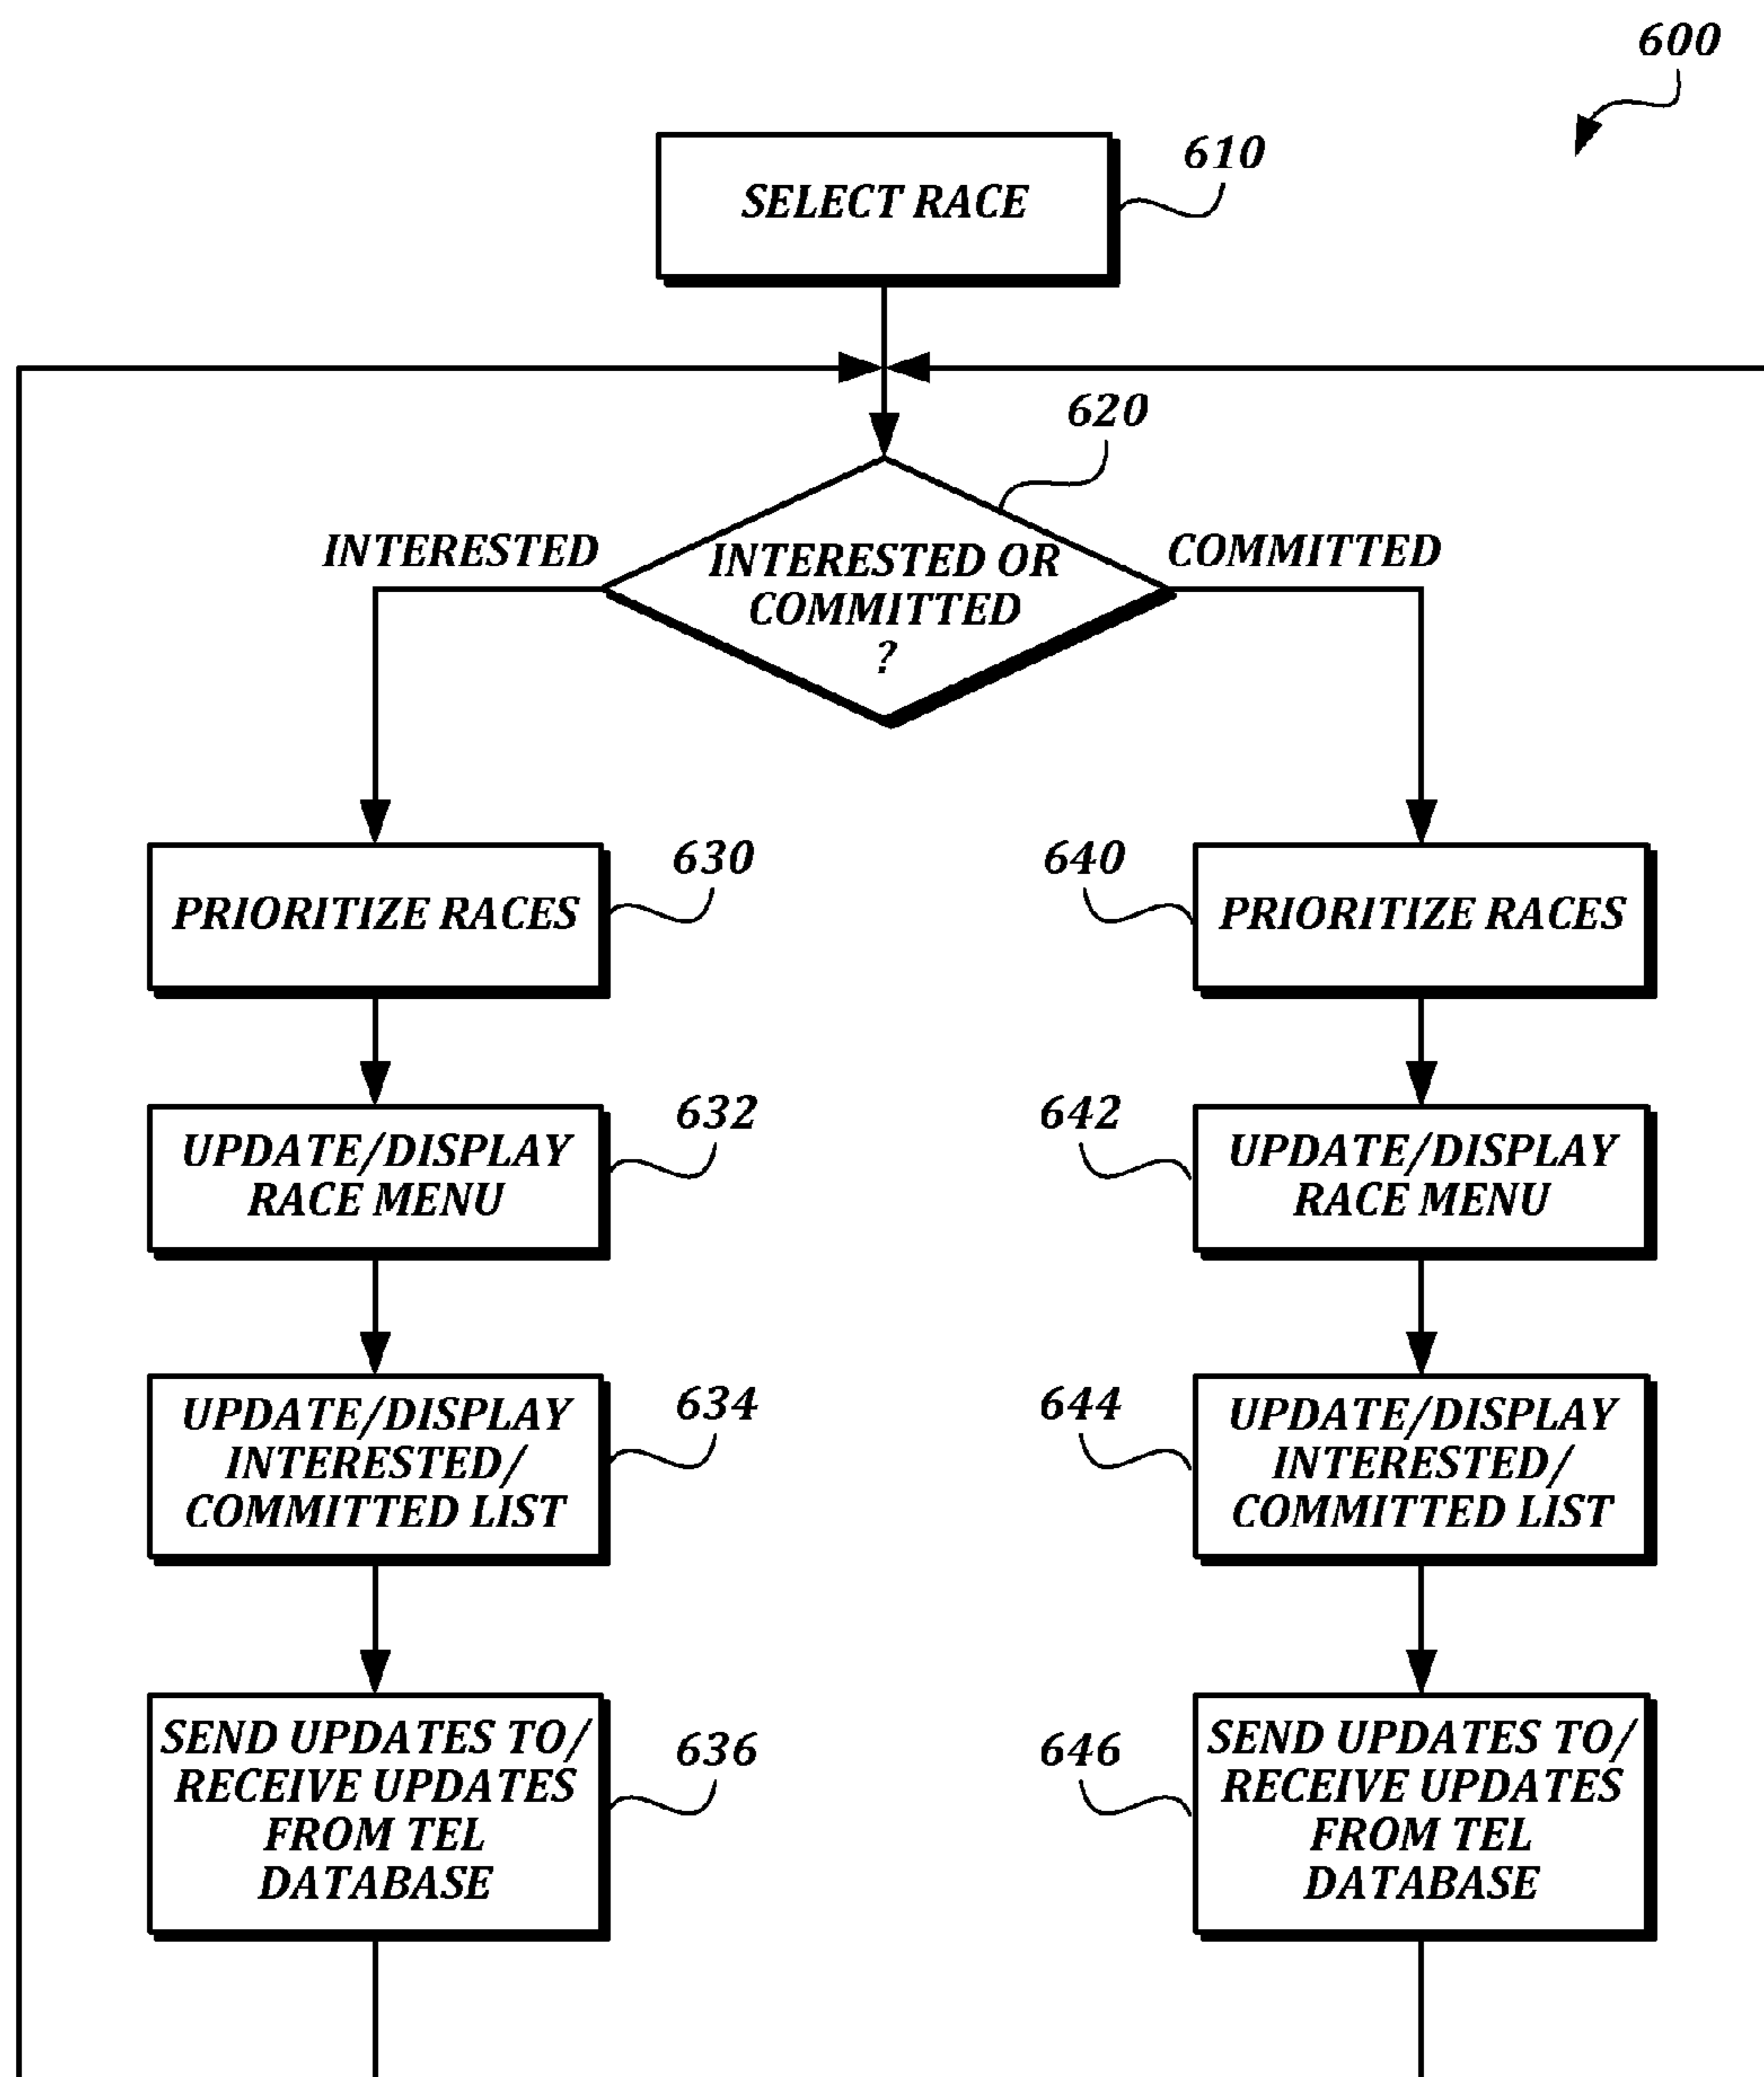 600
610
SELECT RACE
620
INTERESTED
COMMITTED
INTERESTED OR
COMMITTED
?
630
PRIORITIZE RACES
640
PRIORITIZE RACES
632
UPDATE/DISPLAY
RACE MENU
642
UPDATE/DISPLAY
RACE MENU
634
UPDATE/DISPLAY
INTERESTED/
COMMITTED LIST
644
UPDATE/DISPLAY
INTERESTED/
COMMITTED LIST
636
SEND UPDATES TO/
RECEIVE UPDATES
FROM TEL
DATABASE
646
SEND UPDATES TO/
RECEIVE UPDATES
FROM TEL
DATABASE